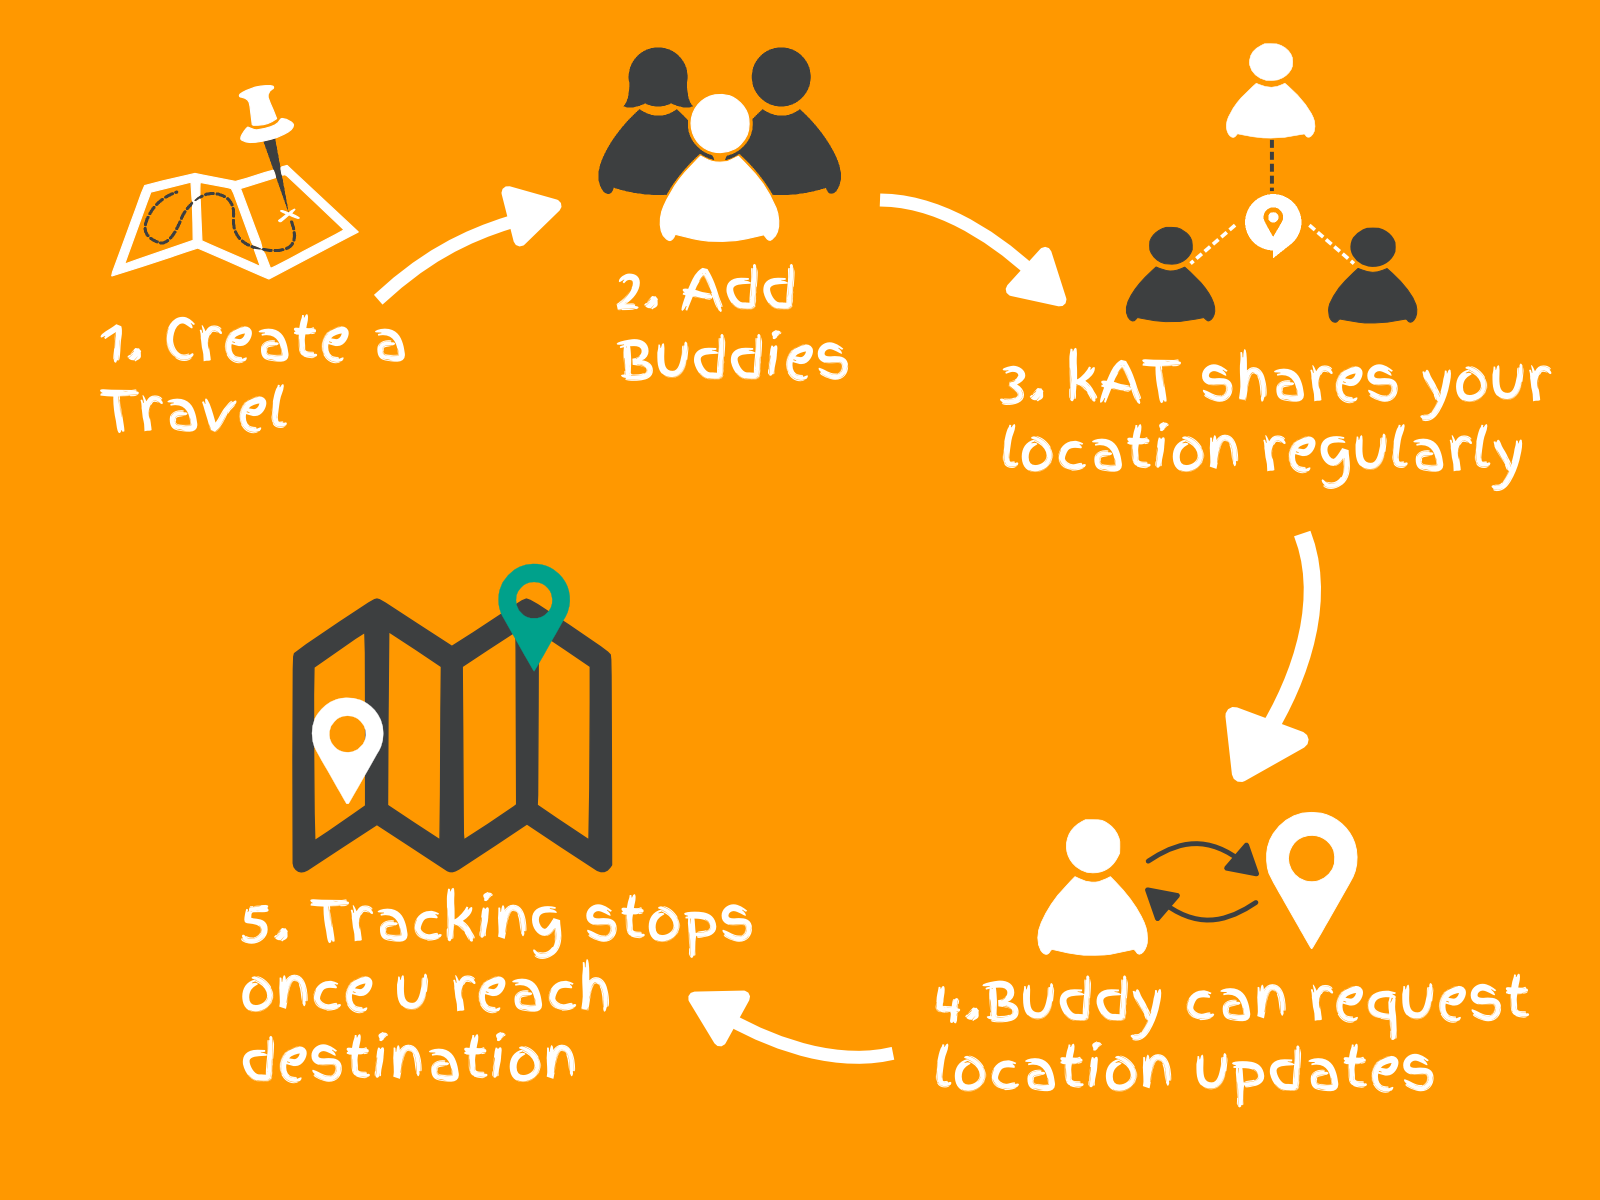 1. Create a
Travel
2. Add
Buddies
3. kAT shares your
location regularly
4.Buddy can request
location updates
5. Tracking stops
once u reach
destination